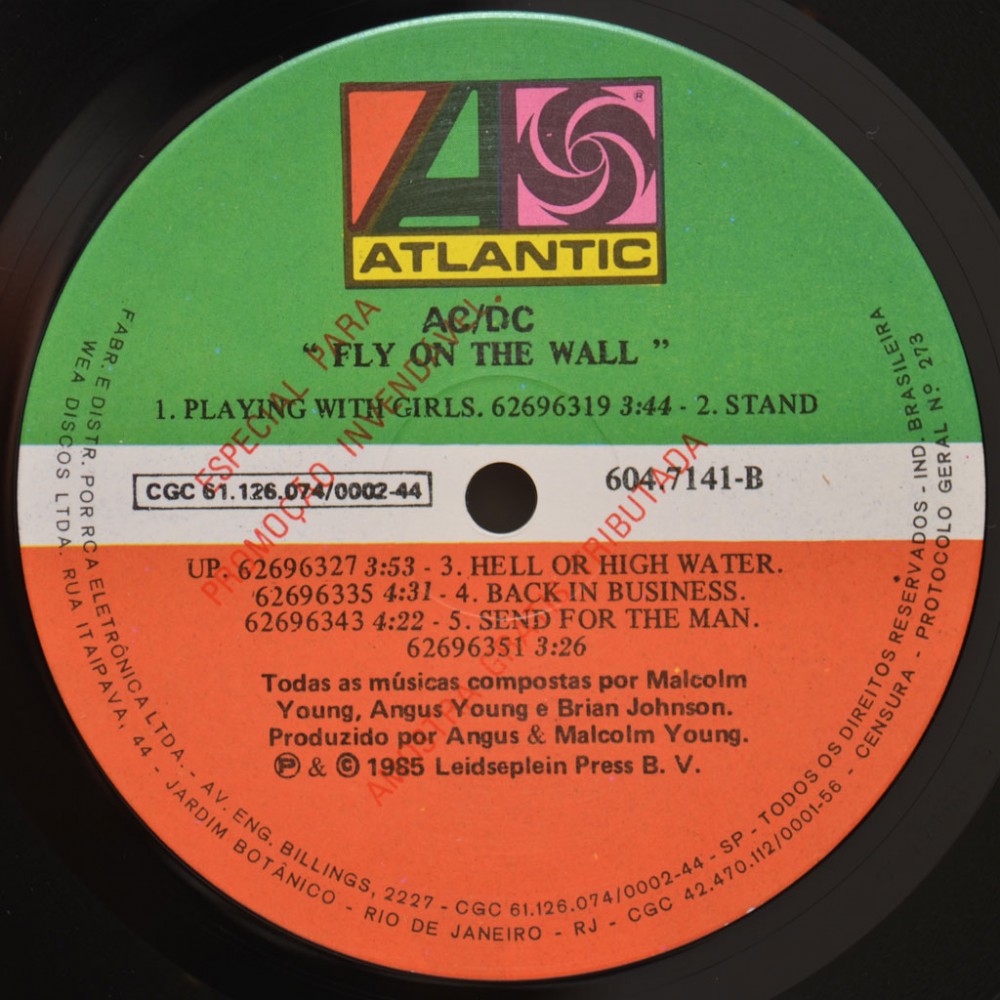 ATLANTIC
®
AC/DC
“ FLY ON THE WALL ”
1. PLAYING WITH GIRLS. 62696319 3:44 - 2. STAND
CGC 61.126.074/0002-44
604.7141-B
UP 62696327 3:53 - 3. HELL OR HIGH WATER.
62696335 4:31 - 4. BACK IN BUSINESS.
62696343 4:22 - 5. SEND FOR THE MAN.
62696351 3:26
Todas as músicas compostas por Malcolm
Young, Angus Young e Brian Johnson.
Produzido por Angus & Malcolm Young.
℗ & © 1985 Leidseplein Press B. V.
ESPECIAL PARA
PROMOÇÃO INVENDÁVEL.
AMOSTRA GRÁTIS TRIBUTADA
FABR. E DISTR. POR RCA ELETRÔNICA LTDA. - AV. ENG. BILLINGS, 2227 - CGC 61.126.074/0002-44 - SP - TODOS OS DIREITOS RESERVADOS - IND. BRASILEIRA
WEA DISCOS LTDA. RUA ITAIPAVA, 44 - JARDIM BOTÂNICO - RIO DE JANEIRO - RJ - CGC 42.470.112/0001-56 - CENSURA - PROTOCOLO GERAL Nº 273